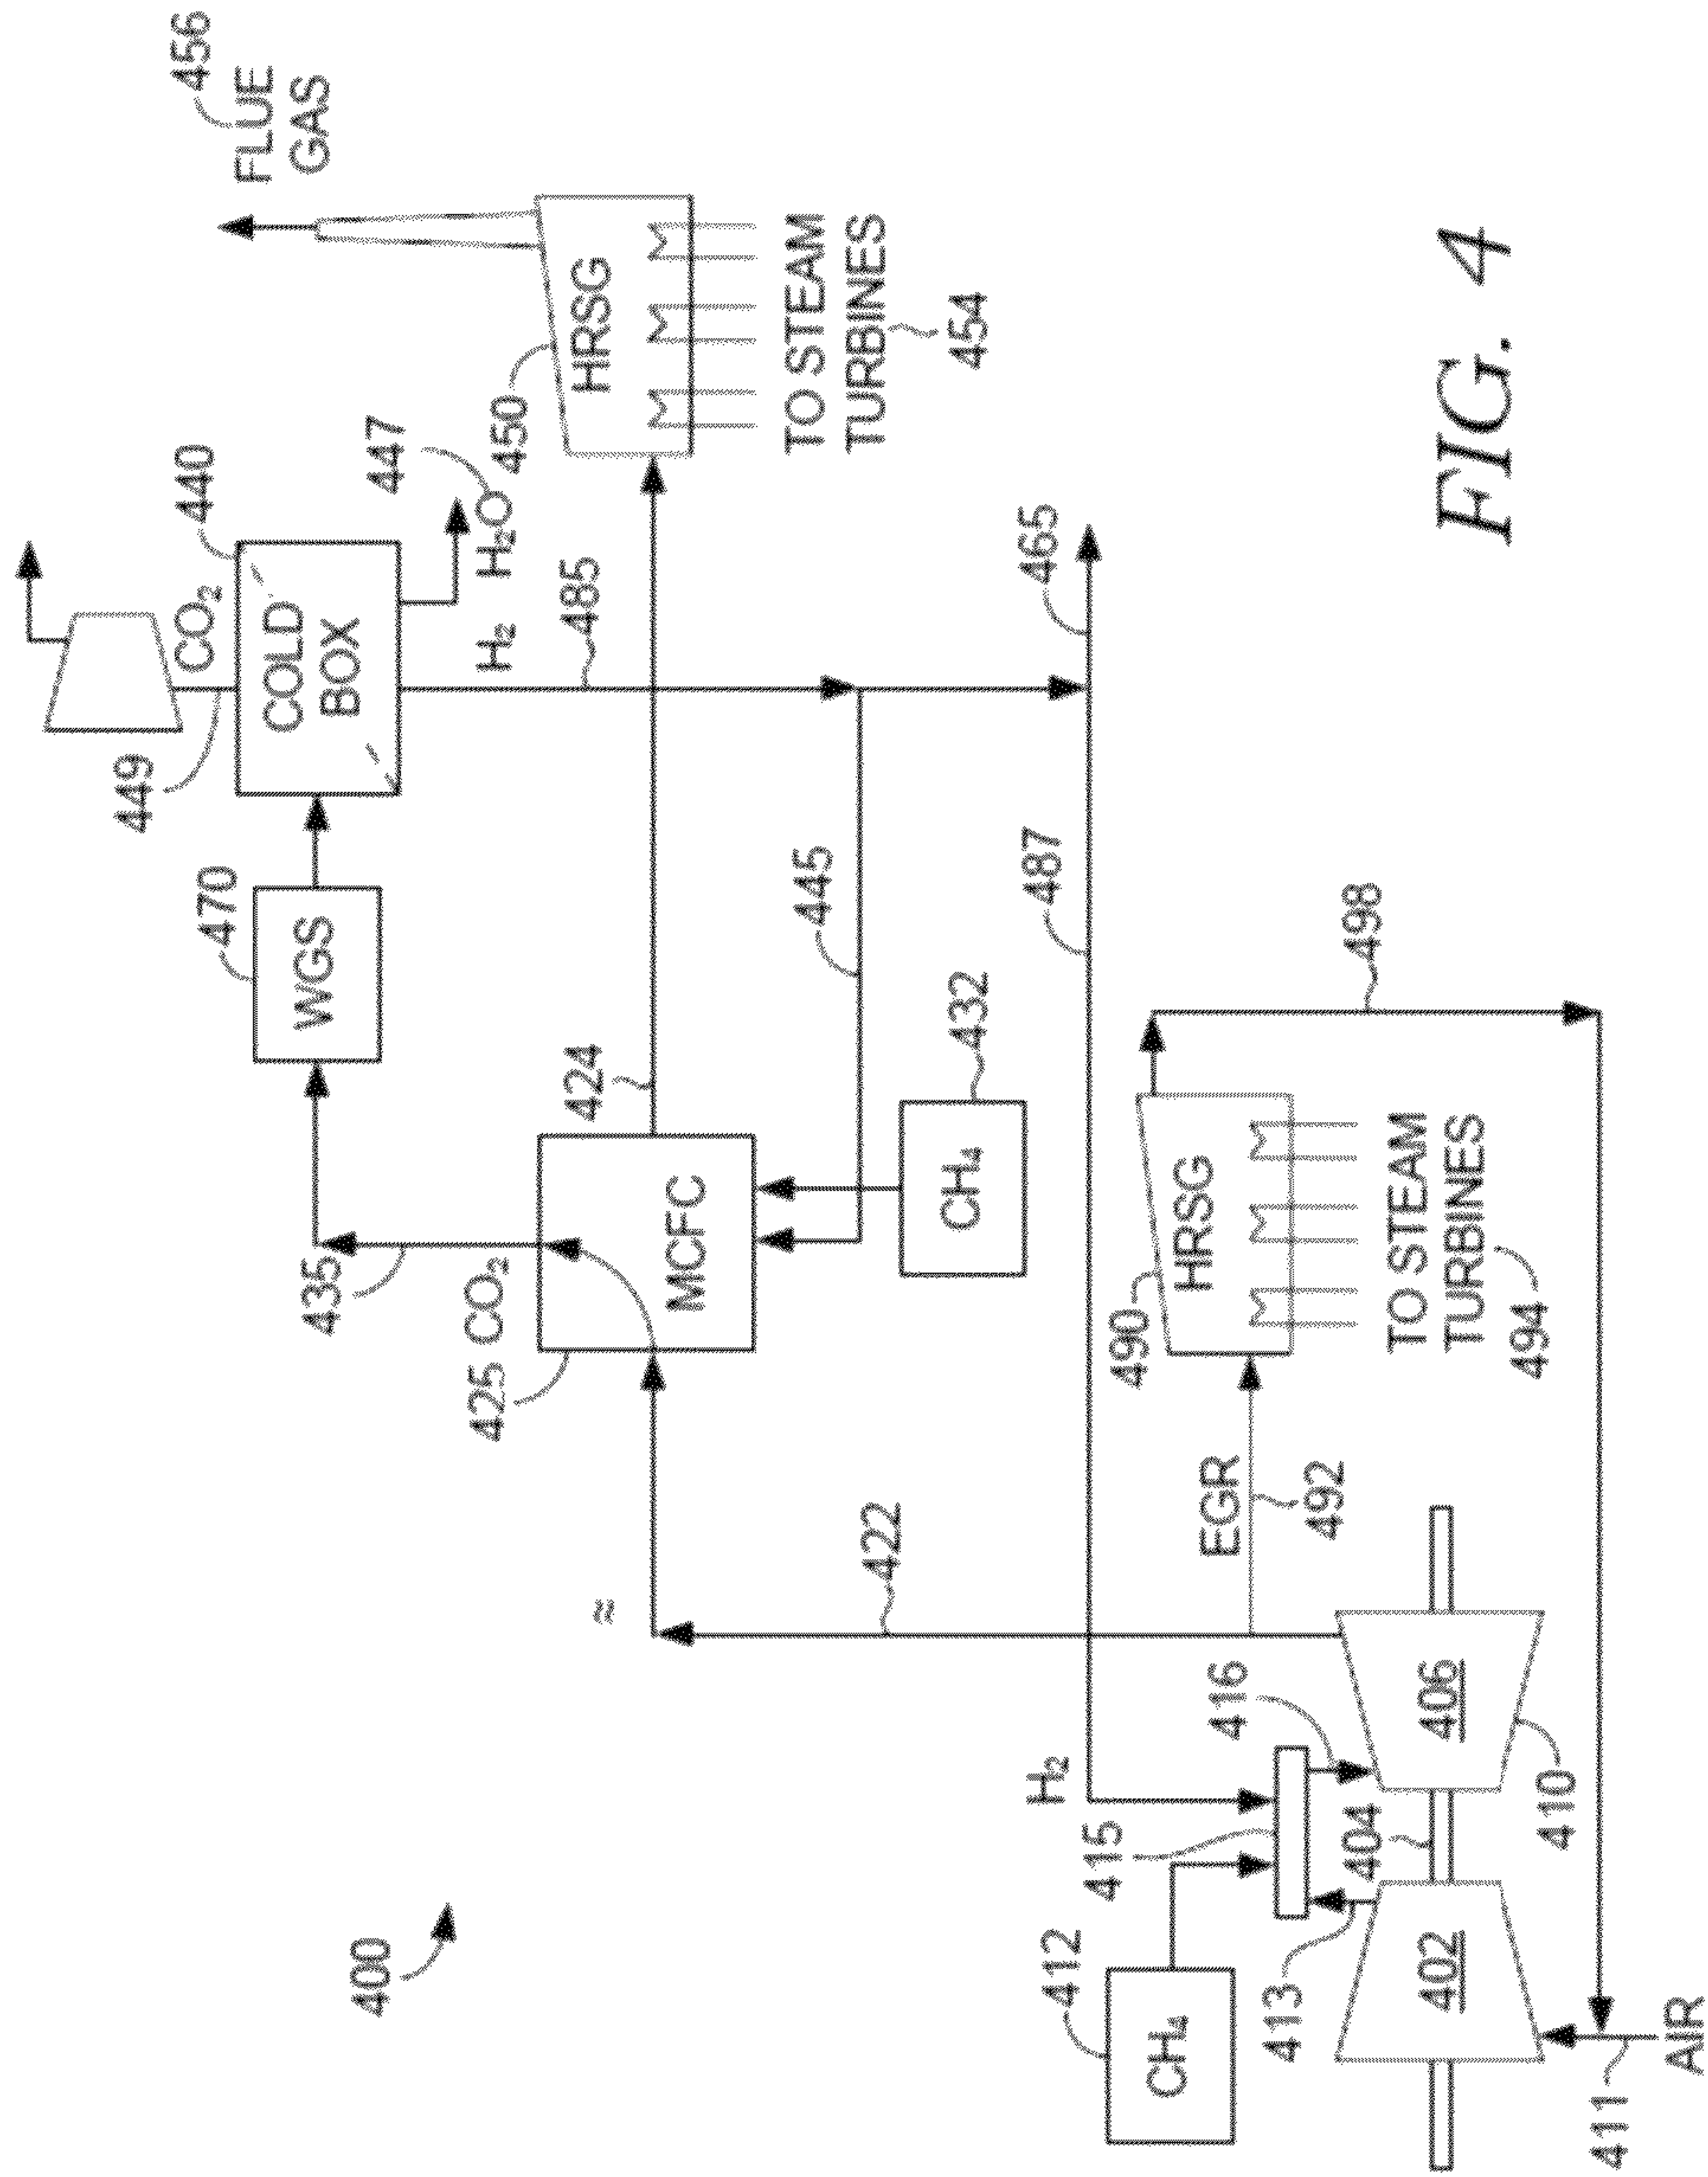 400
449
CO₂
440
COLD
BOX
470
WGS
435
CO₂
425
MCFC
424
H₂
H₂O
447
485
450
HRSG
456
FLUE
GAS
TO STEAM
TURBINES
454
445
CH₄
432
422
≈
487
465
H₂
412
CH₄
415
416
413
404
402
406
410
EGR
492
490
HRSG
TO STEAM
TURBINES
494
498
411
AIR
FIG. 4